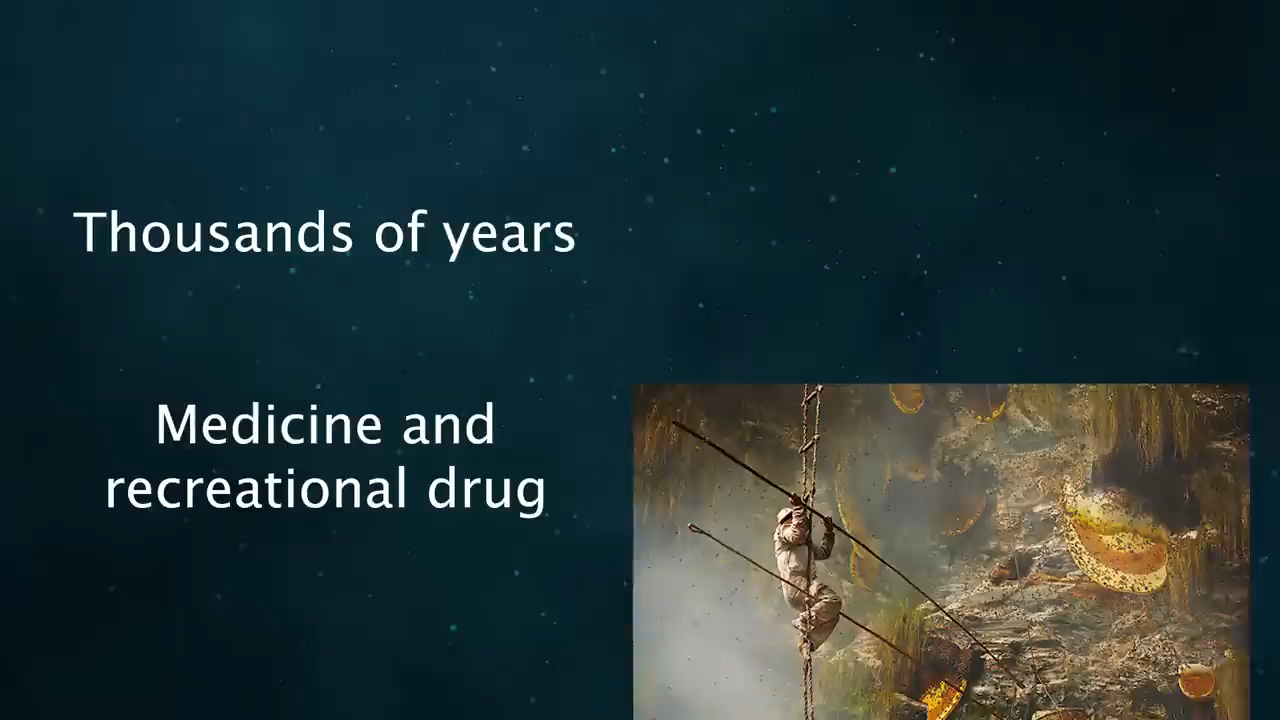 Thousands of years
Medicine and
recreational drug